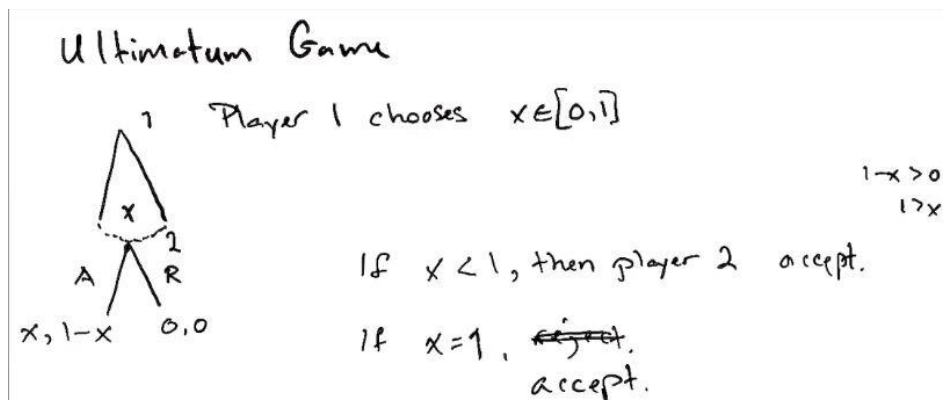 Ultimatum Game
1 Player 1 chooses x∈[0,1]
1-x>0
1>x
x
2
A R If x<1, then player 2 accept.
x, 1-x 0,0 If x=1, reject.
accept.